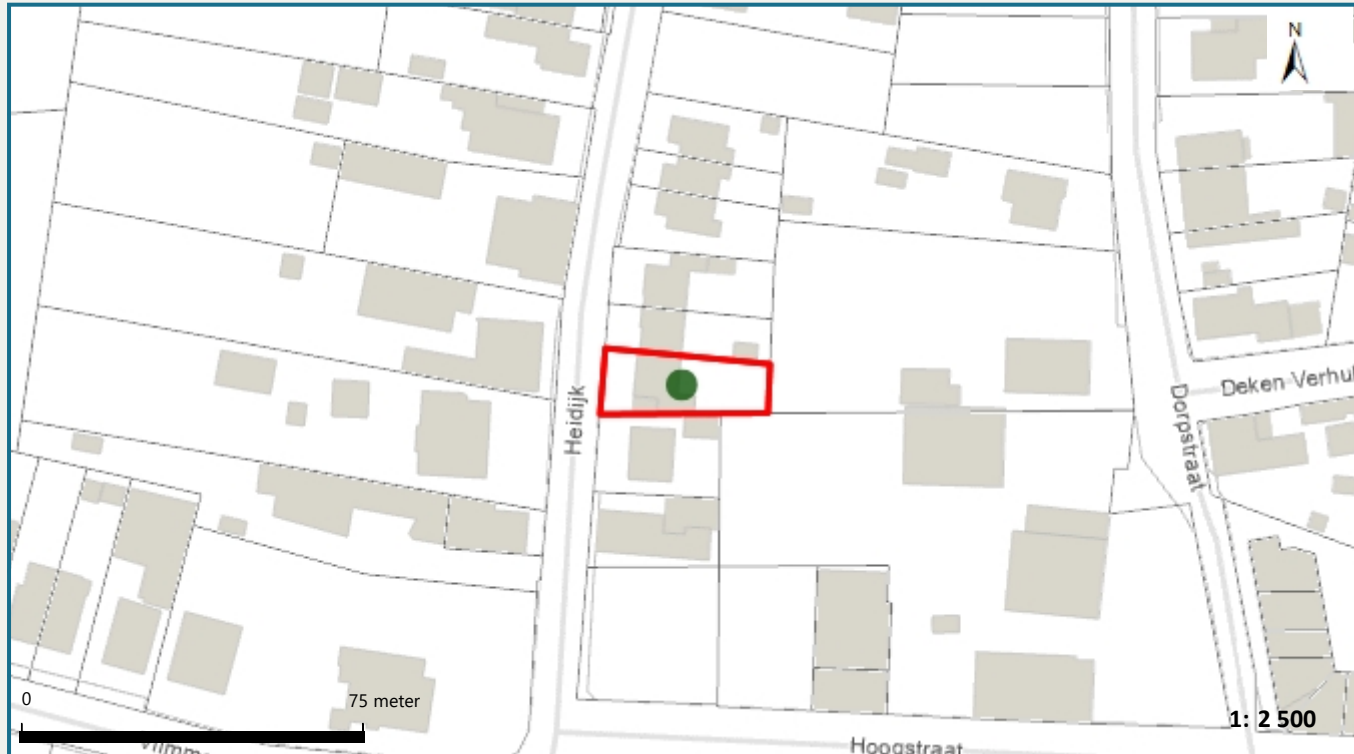 N
Heidijk
Dorpstraat
Deken Verhul
0
75 meter
1: 2 500
Hoogstraat